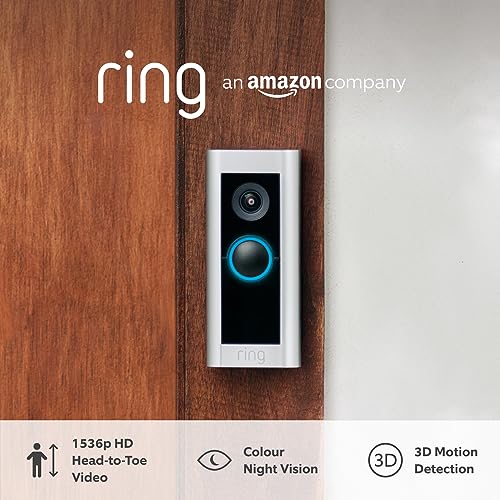 ring an amazon company
ring
1536p HD
Head-to-Toe
Video
Colour
Night Vision
3D
3D Motion
Detection